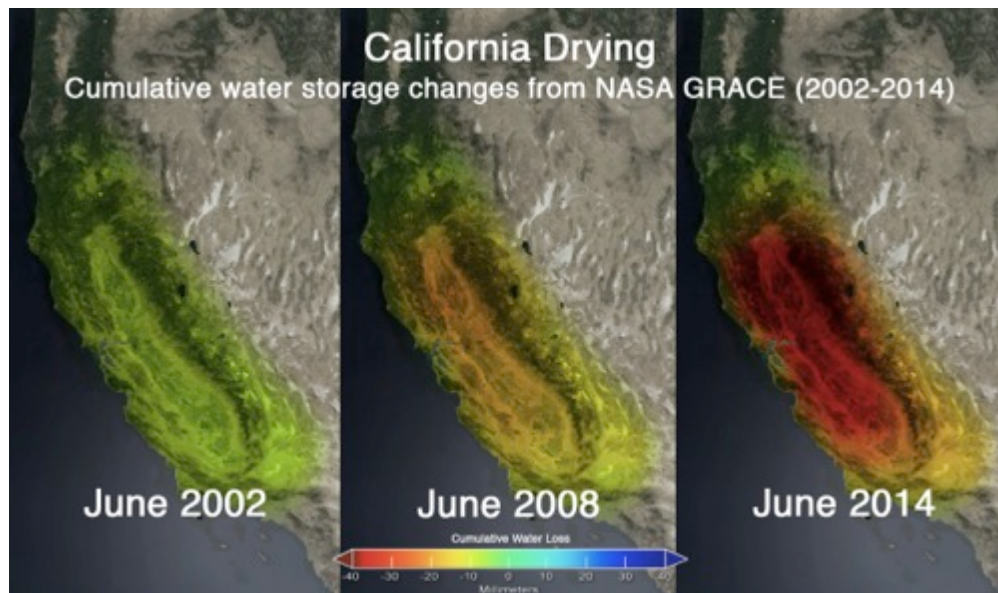 California Drying
Cumulative water storage changes from NASA GRACE (2002-2014)
June 2002
June 2008
June 2014
Cumulative Water Loss
-40 -30 -20 -10 0 10 20 30 40
Millimeters